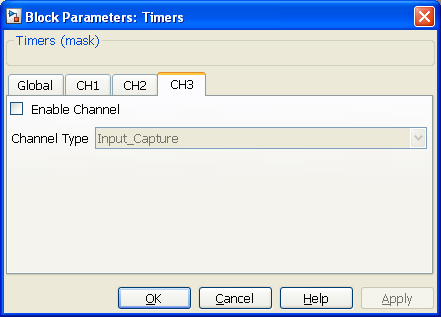 Block Parameters: Timers
Timers (mask)
Global CH1 CH2 CH3
Enable Channel
Channel Type Input_Capture
OK Cancel Help Apply